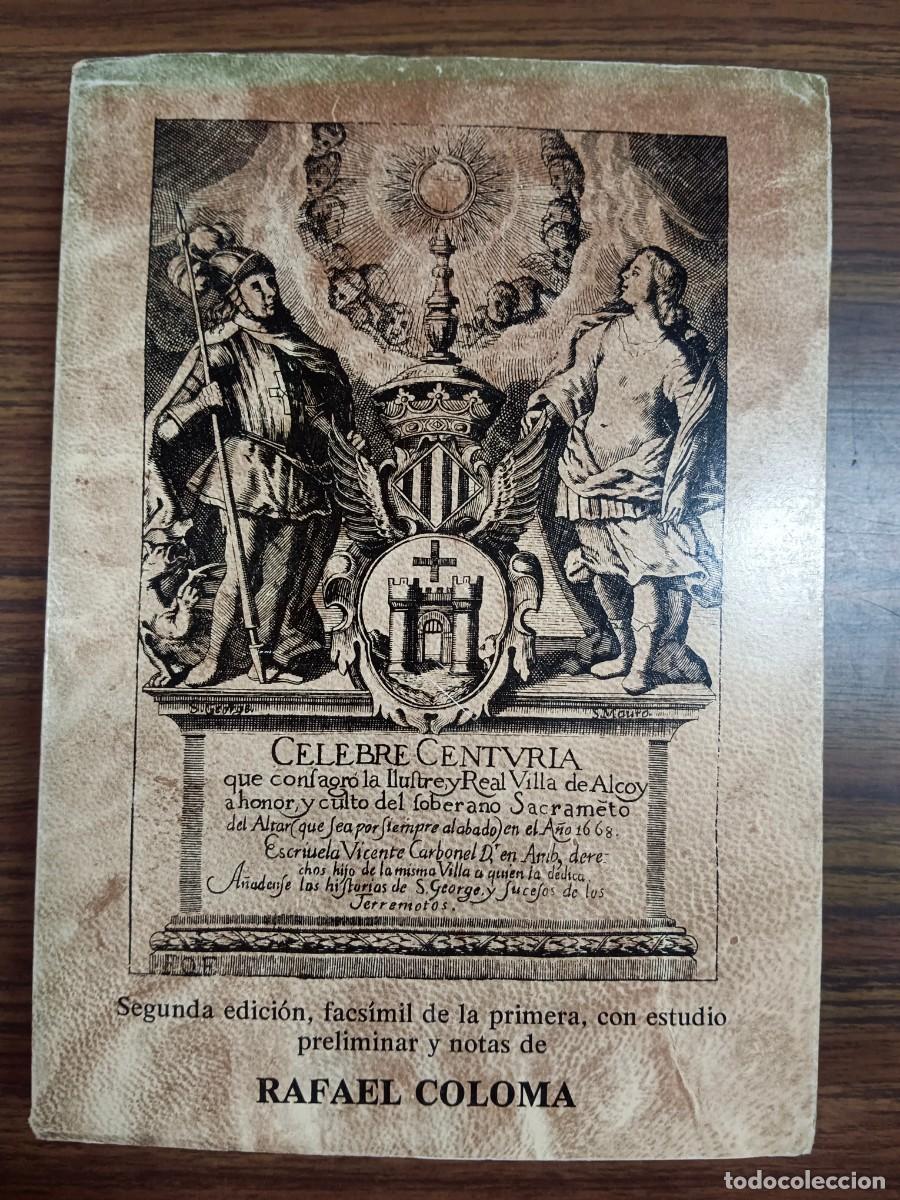 S. George.
S. Mauro.
CELEBRE CENTVRIA
que consagró la Ilustre, y Real Villa de Alcoy
a honor, y culto del soberano Sacramẽto
del Altar (que sea por siempre alabado) en el Año 1668.
Escriuela Vicente Carbonel Dr. en Amb, dere-
chos hijo de la misma Villa a quien la dedica.
Añadense las historias de S. George, y sucesos de los
Terremotos.
Segunda edición, facsímil de la primera, con estudio
preliminar y notas de
RAFAEL COLOMA
todocoleccion